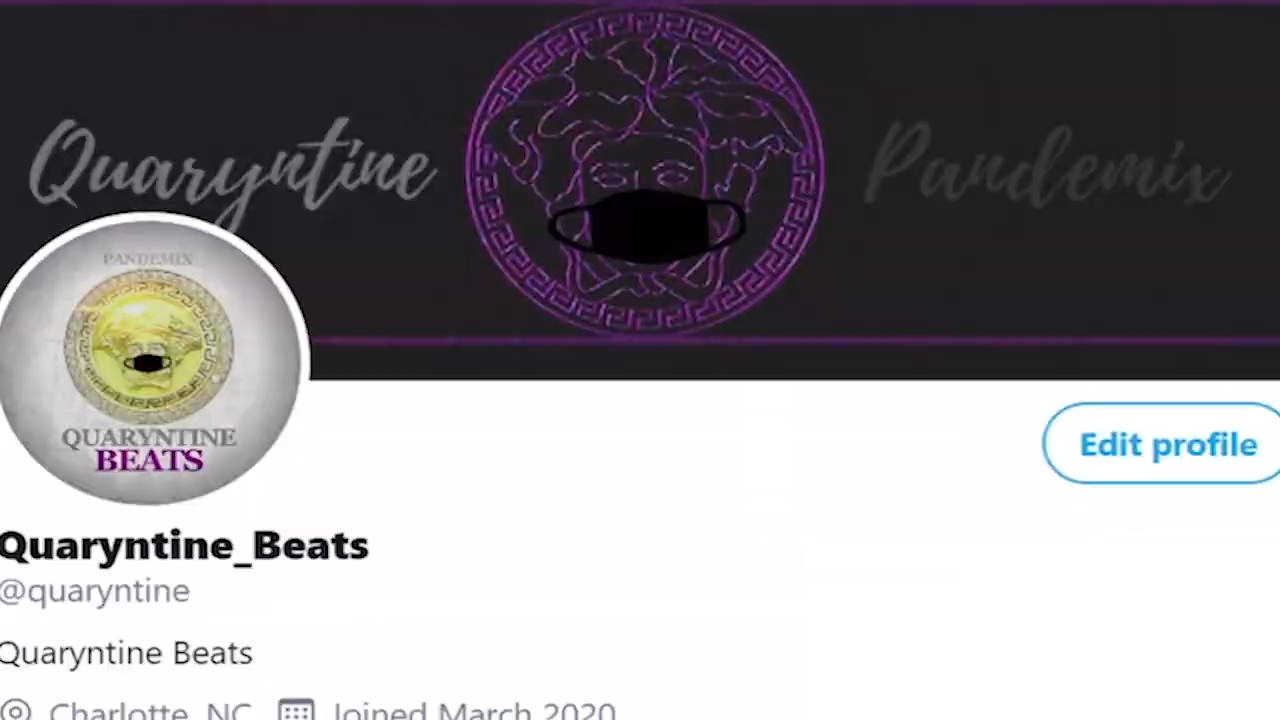 Quaryntine Pandemix
PANDEMIX
QUARYNTINE
BEATS
Edit profile
Quaryntine_Beats
@quaryntine
Quaryntine Beats
Charlotte, NC Joined March 2020